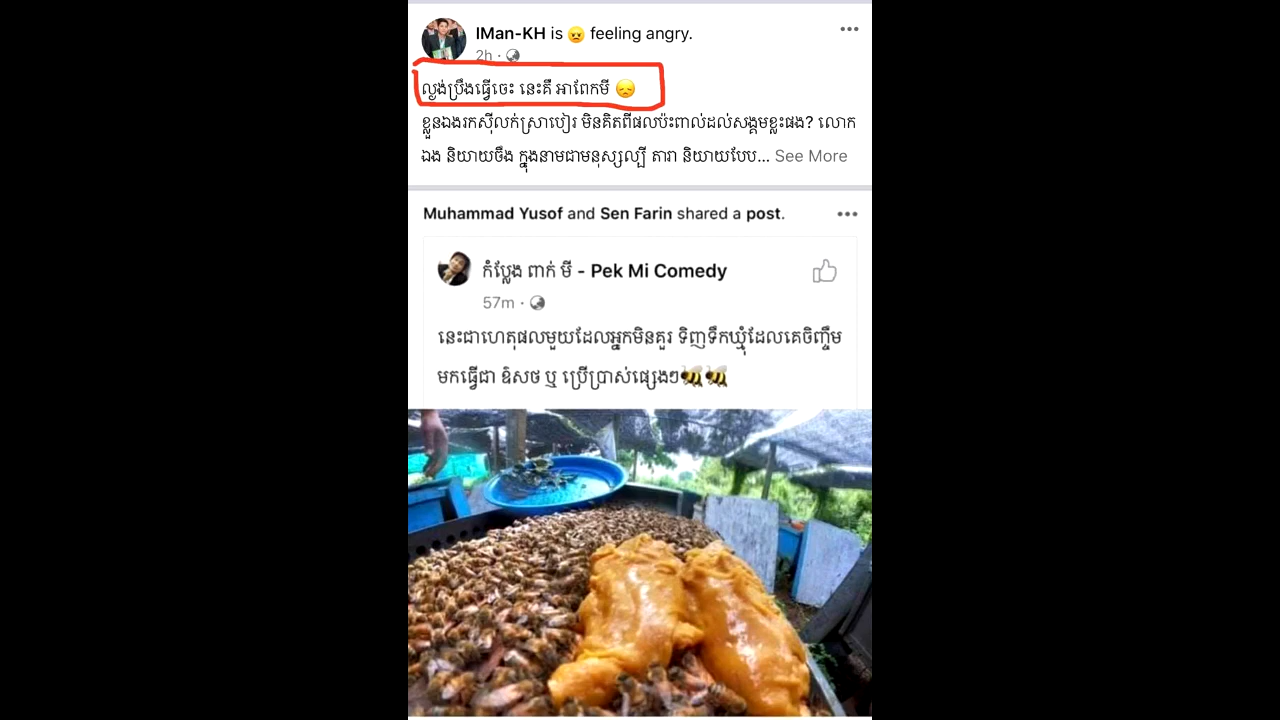 IMan-KH is 😠 feeling angry.
2h ·
ល្ងង់ប្រឹងធ្វើចេះ នេះគឺ អាពែកមី 😞
ខ្លួនឯងរកស៊ីលក់ស្រាបៀរ មិនគិតពីផលប៉ះពាល់ដល់សង្គមខ្លះផង? លោក
ឯង និយាយចឹង ក្នុងនាមជាមនុស្សល្បី តារា និយាយបែប... See More
Muhammad Yusof and Sen Farin shared a post.
កំប្លែង ពាក់ មី - Pek Mi Comedy
57m ·
នេះជាហេតុផលមួយដែលអ្នកមិនគួរ ទិញទឹកឃ្មុំដែលគេចិញ្ចឹម
មកធ្វើជា ឱសថ ឬ ប្រើប្រាស់ផ្សេងៗ🐝🐝